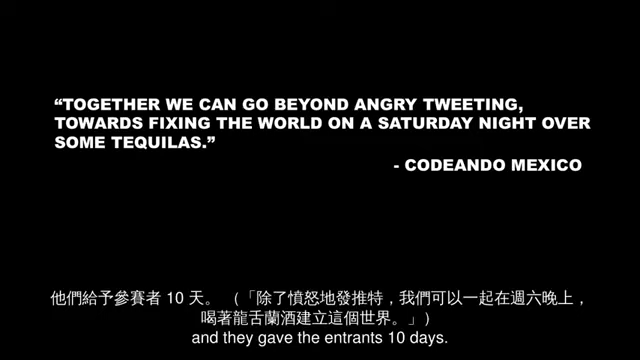 “TOGETHER WE CAN GO BEYOND ANGRY TWEETING,
TOWARDS FIXING THE WORLD ON A SATURDAY NIGHT OVER
SOME TEQUILAS.”
- CODEANDO MEXICO
他們給予參賽者 10 天。 （「除了憤怒地發推特，我們可以一起在週六晚上，
喝著龍舌蘭酒建立這個世界。」）
and they gave the entrants 10 days.